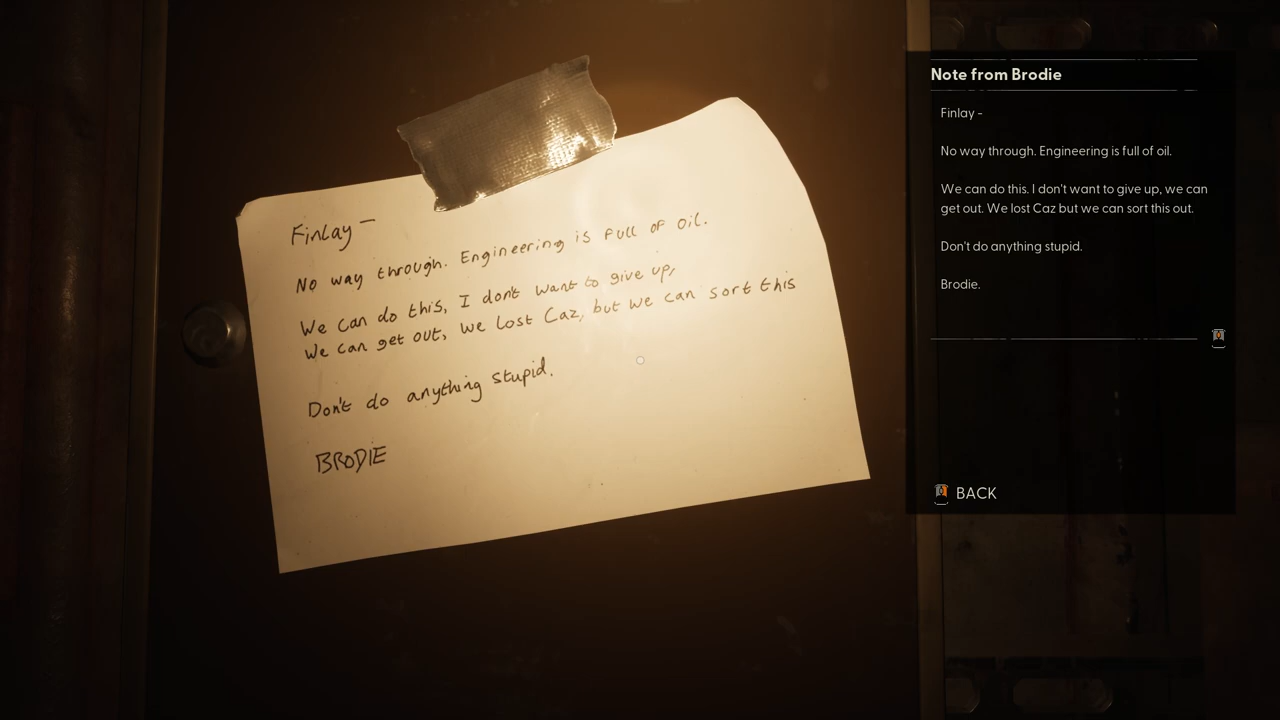 Finlay —
No way through. Engineering is full of oil.
We can do this, I don't want to give up,
We can get out, we lost Caz, but we can sort this
Don't do anything stupid.
BRODIE
Note from Brodie
Finlay -
No way through. Engineering is full of oil.
We can do this. I don't want to give up, we can
get out. We lost Caz but we can sort this out.
Don't do anything stupid.
Brodie.
BACK